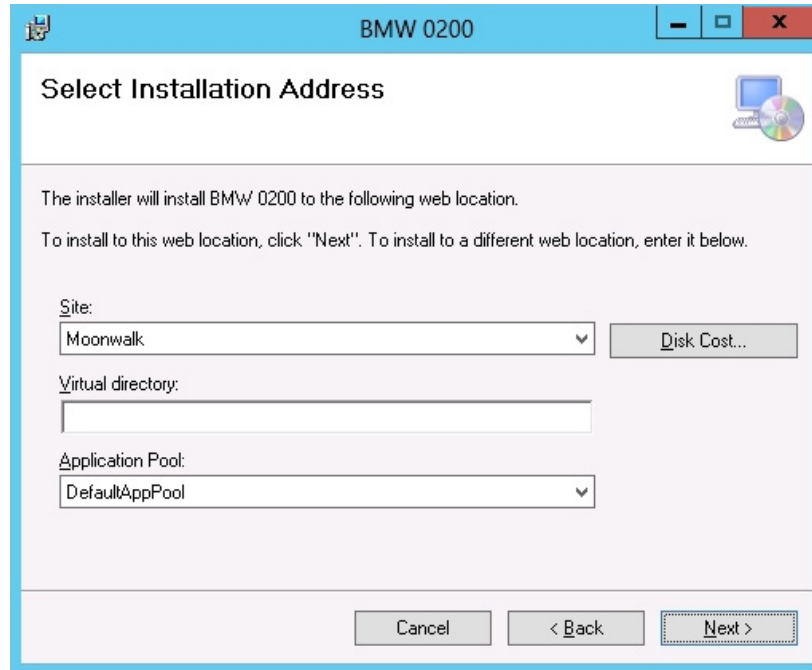 BMW 0200
Select Installation Address
The installer will install BMW 0200 to the following web location.
To install to this web location, click "Next". To install to a different web location, enter it below.
Site:
Moonwalk
Disk Cost...
Virtual directory:
Application Pool:
DefaultAppPool
Cancel
< Back
Next >